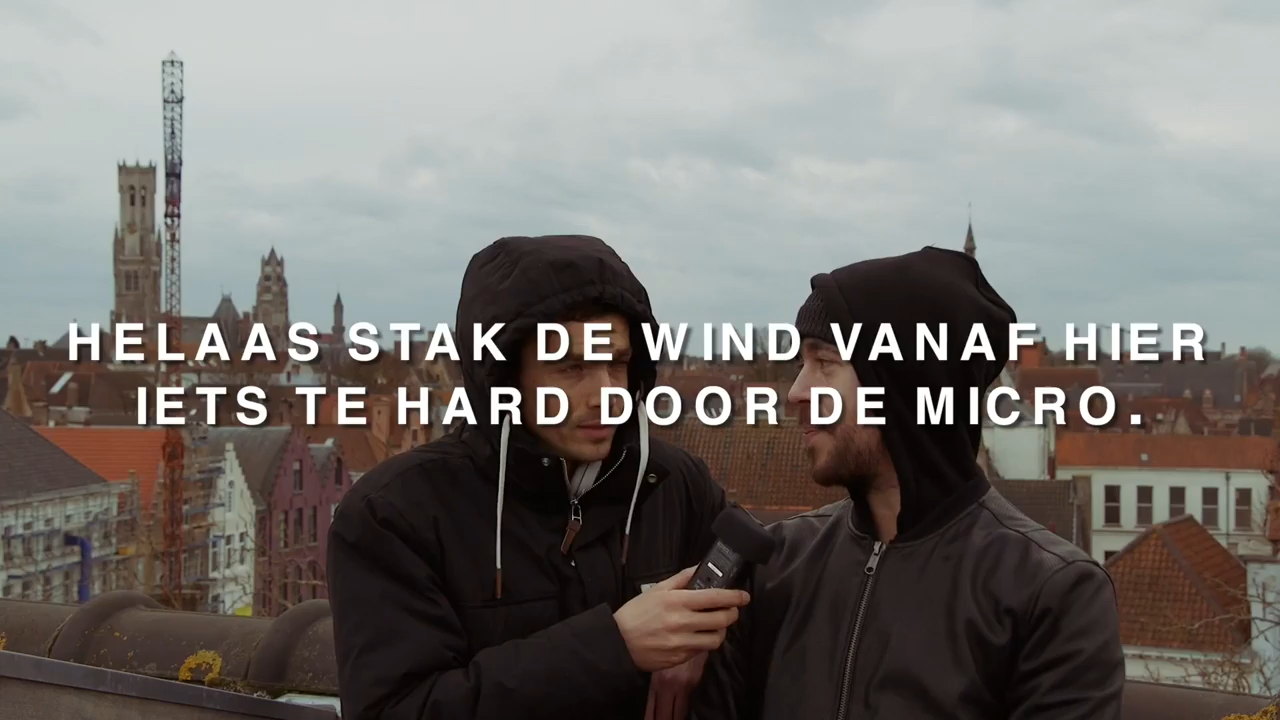 HELAAS STAK DE WIND VANAF HIER
IETS TE HARD DOOR DE MICRO.